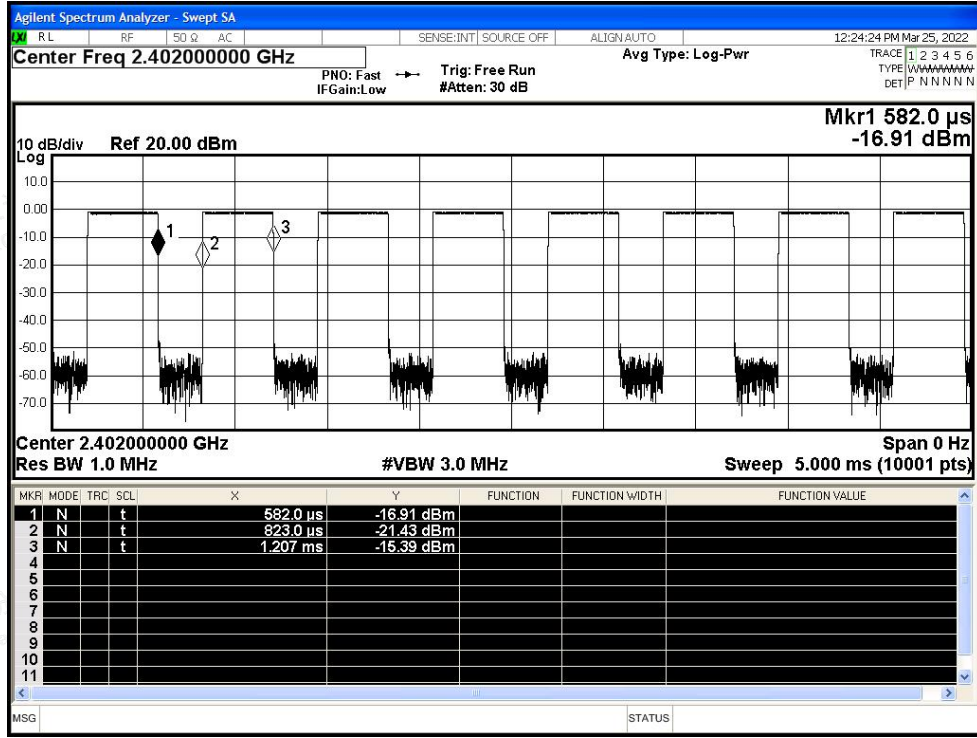 Agilent Spectrum Analyzer - Swept SA
LXI RL RF 50 Ω AC SENSE:INT SOURCE OFF ALIGN AUTO 12:24:24 PM Mar 25, 2022
Center Freq 2.402000000 GHz Avg Type: Log-Pwr TRACE 1 2 3 4 5 6
PNO: Fast Trig: Free Run TYPE WWWWWW
IFGain:Low #Atten: 30 dB DET P N N N N N
Mkr1 582.0 µs
10 dB/div Ref 20.00 dBm -16.91 dBm
Log
10.0
0.00
-10.0
-20.0
-30.0
-40.0
-50.0
-60.0
-70.0
1
2
3
Center 2.402000000 GHz Span 0 Hz
Res BW 1.0 MHz #VBW 3.0 MHz Sweep 5.000 ms (10001 pts)
MKR MODE TRC SCL X Y FUNCTION FUNCTION WIDTH FUNCTION VALUE
1 N t 582.0 µs -16.91 dBm
2 N t 823.0 µs -21.43 dBm
3 N t 1.207 ms -15.39 dBm
4
5
6
7
8
9
10
11
MSG STATUS